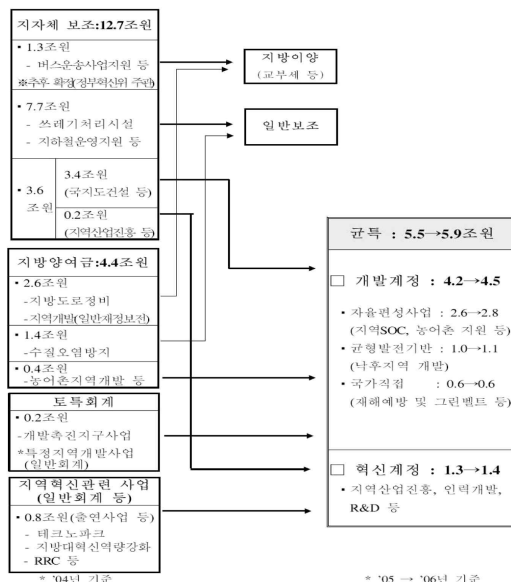 지자체 보조:12.7조원
▪ 1.3조원
- 버스운송사업지원 등
※추후 확정(정부혁신위 주관)
▪ 7.7조원
- 쓰레기처리시설
- 지하철운영지원 등
▪ 3.6
조원
3.4조원
(국지도건설 등)
0.2조원
(지역산업진흥 등)
지방양여금:4.4조원
▪ 2.6조원
-지방도로정비
-지역개발(일반재정보전)
▪ 1.4조원
-수질오염방지
▪ 0.4조원
-농어촌지역개발 등
토특회계
▪ 0.2조원
-개발촉진지구사업
*특정지역개발사업
(일반회계)
지역혁신관련 사업
(일반회계 등)
▪ 0.8조원(출연사업 등)
- 테크노파크
- 지방대혁신역량강화
- RRC 등
* '04년 기준
지방이양
(교부세 등)
일반보조
균특 : 5.5→5.9조원
□ 개발계정 : 4.2→4.5
▪ 자율편성사업 : 2.6→2.8
(지역SOC, 농어촌 지원 등)
▪ 균형발전기반 : 1.0→1.1
(낙후지역 개발)
▪ 국가직접 : 0.6→0.6
(재해예방 및 그린벨트 등)
□ 혁신계정 : 1.3→1.4
▪ 지역산업진흥, 인력개발,
R&D 등
* '05 → '06년 기준